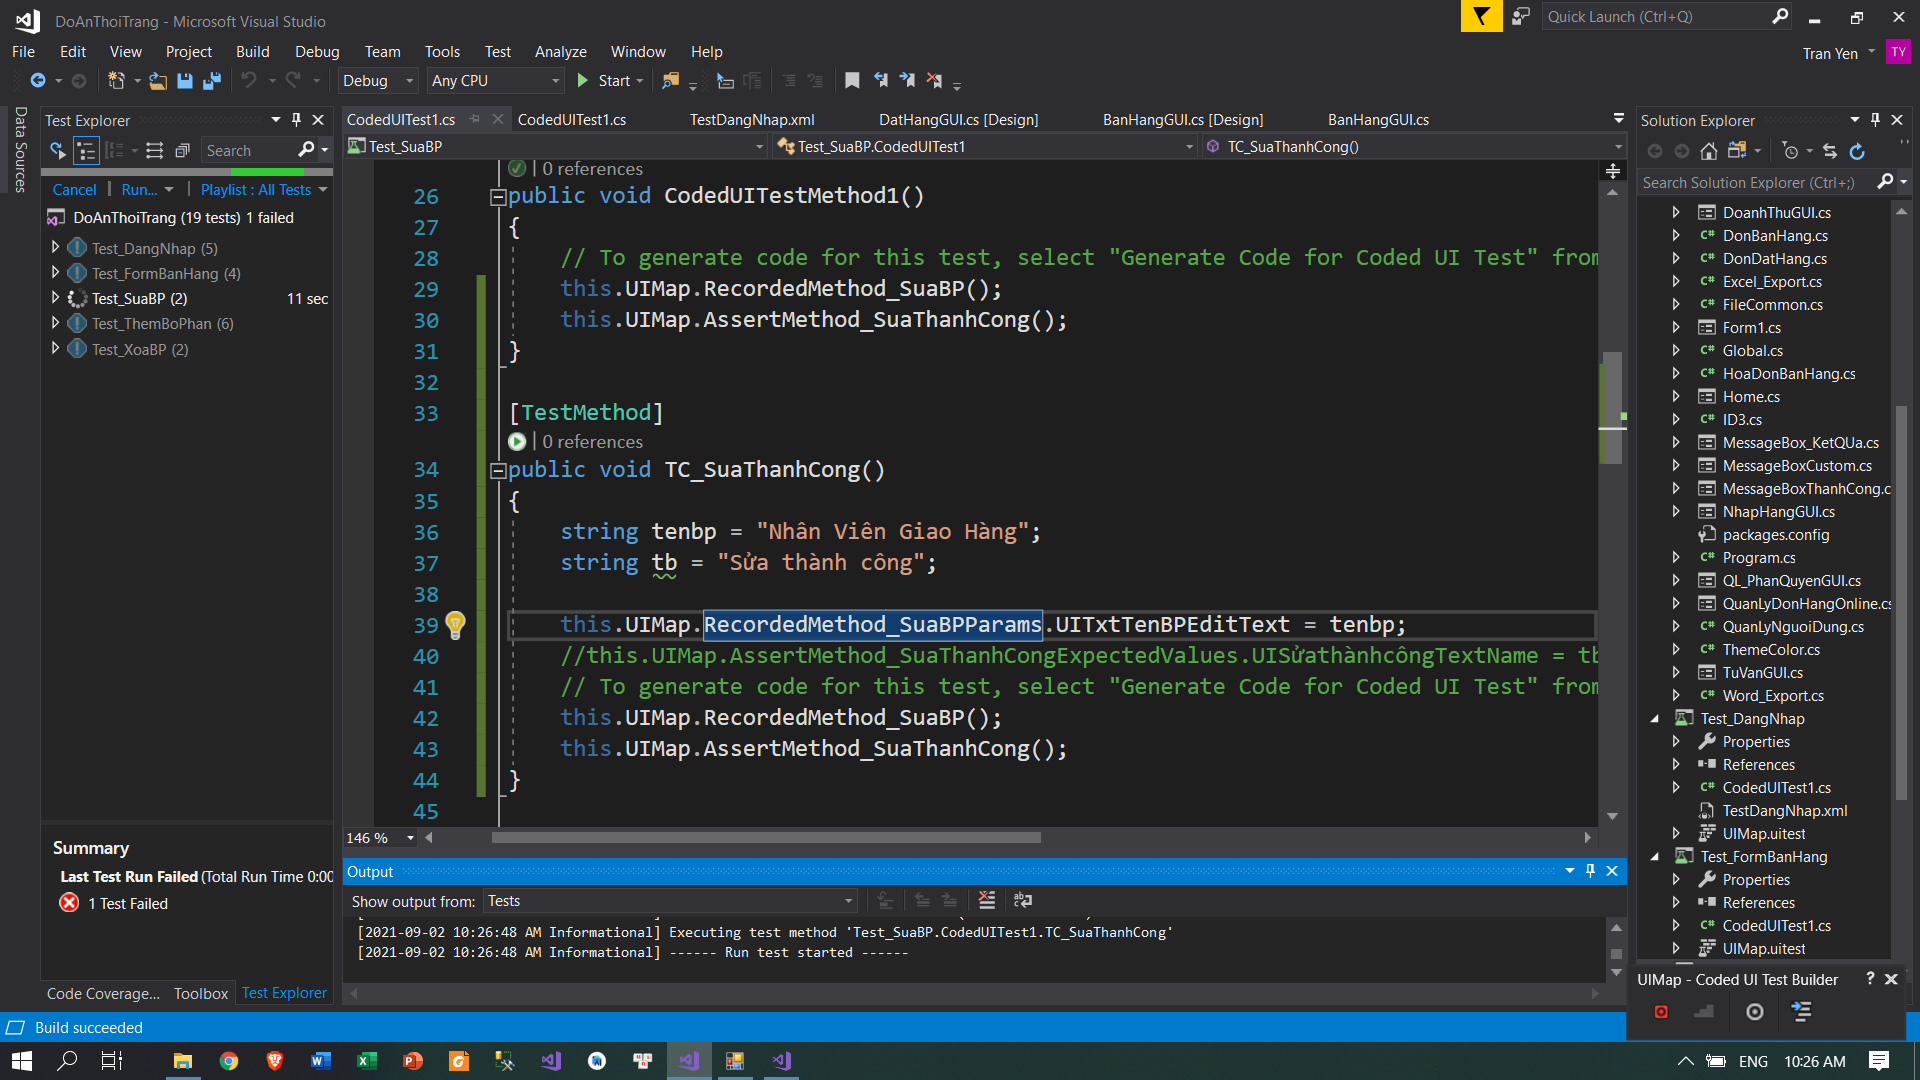 DoAnThoiTrang - Microsoft Visual Studio
Quick Launch (Ctrl+Q)
File Edit View Project Build Debug Team Tools Test Analyze Window Help
Tran Yen TY
Debug Any CPU Start
Data Sources
Test Explorer
Search
Cancel Run... Playlist : All Tests
DoAnThoiTrang (19 tests) 1 failed
Test_DangNhap (5)
Test_FormBanHang (4)
Test_SuaBP (2) 11 sec
Test_ThemBoPhan (6)
Test_XoaBP (2)
Summary
Last Test Run Failed (Total Run Time 0:00
1 Test Failed
Code Coverage... Toolbox Test Explorer
CodedUITest1.cs CodedUITest1.cs TestDangNhap.xml DatHangGUI.cs [Design] BanHangGUI.cs [Design] BanHangGUI.cs
Test_SuaBP Test_SuaBP.CodedUITest1 TC_SuaThanhCong()
| 0 references
26 public void CodedUITestMethod1()
27 {
28 // To generate code for this test, select "Generate Code for Coded UI Test" from
29 this.UIMap.RecordedMethod_SuaBP();
30 this.UIMap.AssertMethod_SuaThanhCong();
31 }
32
33 [TestMethod]
| 0 references
34 public void TC_SuaThanhCong()
35 {
36 string tenbp = "Nhân Viên Giao Hàng";
37 string tb = "Sửa thành công";
38
39 this.UIMap.RecordedMethod_SuaBPParams.UITxtTenBPEditText = tenbp;
40 //this.UIMap.AssertMethod_SuaThanhCongExpectedValues.UISửathànhcôngTextName = tb
41 // To generate code for this test, select "Generate Code for Coded UI Test" from
42 this.UIMap.RecordedMethod_SuaBP();
43 this.UIMap.AssertMethod_SuaThanhCong();
44 }
45
146 %
Output
Show output from: Tests
[2021-09-02 10:26:48 AM Informational] Executing test method 'Test_SuaBP.CodedUITest1.TC_SuaThanhCong'
[2021-09-02 10:26:48 AM Informational] ------ Run test started ------
Solution Explorer
Search Solution Explorer (Ctrl+;)
DoanhThuGUI.cs
DonBanHang.cs
DonDatHang.cs
Excel_Export.cs
FileCommon.cs
Form1.cs
Global.cs
HoaDonBanHang.cs
Home.cs
ID3.cs
MessageBox_KetQUa.cs
MessageBoxCustom.cs
MessageBoxThanhCong.c
NhapHangGUI.cs
packages.config
Program.cs
QL_PhanQuyenGUI.cs
QuanLyDonHangOnline.cs
QuanLyNguoiDung.cs
ThemeColor.cs
TuVanGUI.cs
Word_Export.cs
Test_DangNhap
Properties
References
CodedUITest1.cs
TestDangNhap.xml
UIMap.uitest
Test_FormBanHang
Properties
References
CodedUITest1.cs
UIMap.uitest
UIMap - Coded UI Test Builder ?
Build succeeded
ENG 10:26 AM